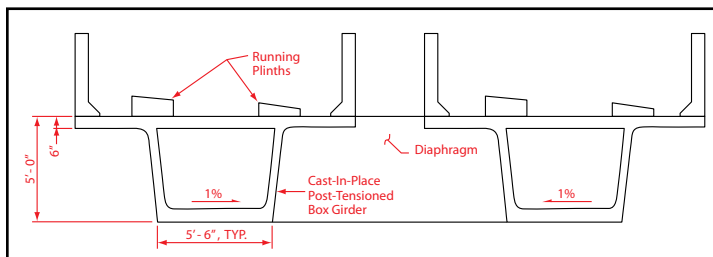 Running
Plinths
6"
5'- 0"
Diaphragm
Cast-In-Place
Post-Tensioned
Box Girder
1%
1%
5'- 6", TYP.